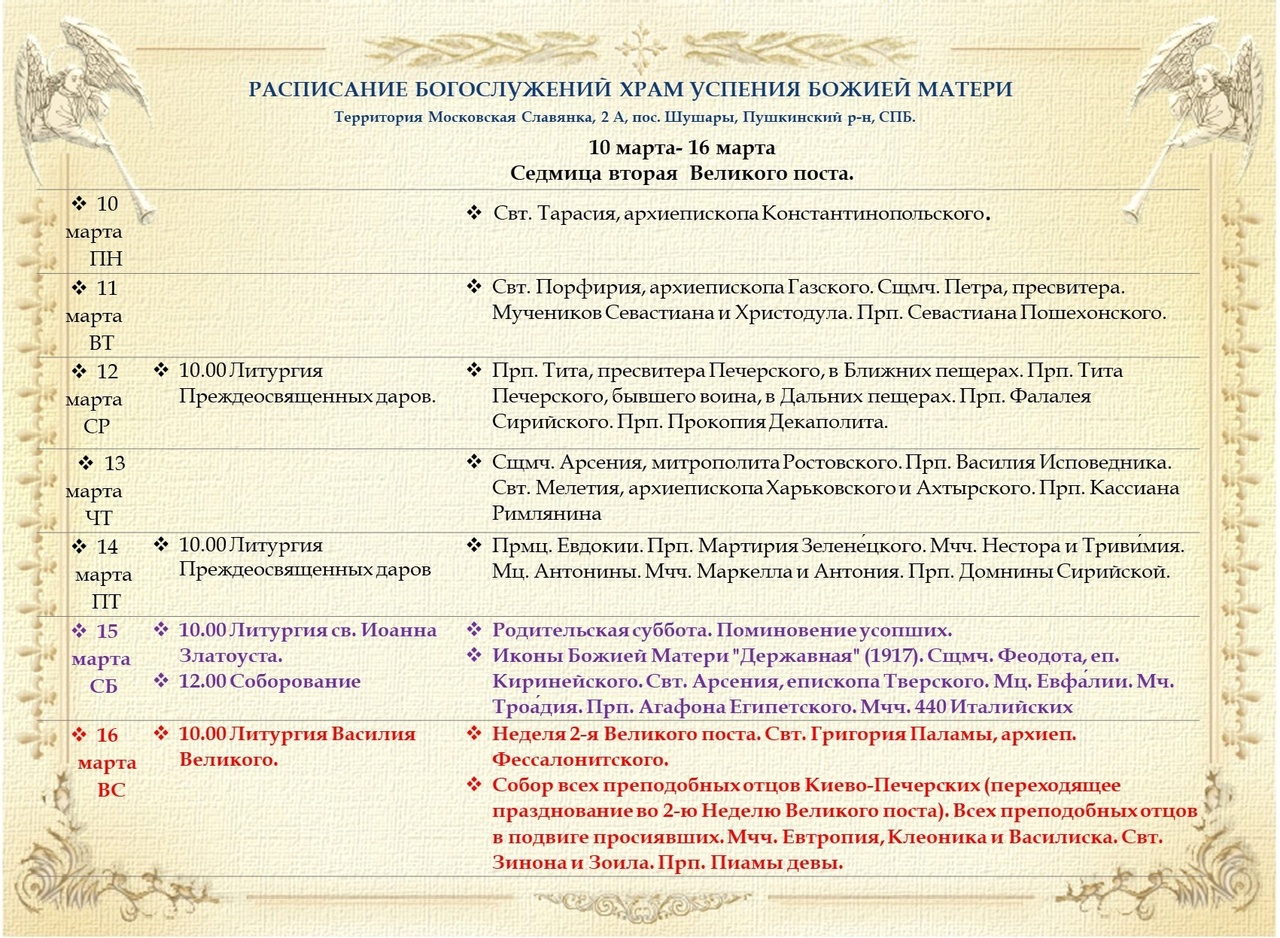 РАСПИСАНИЕ БОГОСЛУЖЕНИЙ ХРАМ УСПЕНИЯ БОЖИЕЙ МАТЕРИ
Территория Московская Славянка, 2 А, пос. Шушары, Пушкинский р-н, СПБ.
10 марта- 16 марта
Седмица вторая Великого поста.
❖ 10
марта
ПН
❖ Свт. Тарасия, архиепископа Константинопольского.
❖ 11
марта
ВТ
❖ Свт. Порфирия, архиепископа Газского. Сщмч. Петра, пресвитера.
Мучеников Севастиана и Христодула. Прп. Севастиана Пошехонского.
❖ 12
марта
СР
❖ 10.00 Литургия
Преждеосвященных даров.
❖ Прп. Тита, пресвитера Печерского, в Ближних пещерах. Прп. Тита
Печерского, бывшего воина, в Дальних пещерах. Прп. Фалалея
Сирийского. Прп. Прокопия Декаполита.
❖ 13
марта
ЧТ
❖ Сщмч. Арсения, митрополита Ростовского. Прп. Василия Исповедника.
Свт. Мелетия, архиепископа Харьковского и Ахтырского. Прп. Кассиана
Римлянина
❖ 14
марта
ПТ
❖ 10.00 Литургия
Преждеосвященных даров
❖ Прмц. Евдокии. Прп. Мартирия Зелене́цкого. Мчч. Нестора и Триви́мия.
Мц. Антонины. Мчч. Маркелла и Антония. Прп. Домнины Сирийской.
❖ 15
марта
СБ
❖ 10.00 Литургия св. Иоанна
Златоуста.
❖ 12.00 Соборование
❖ Родительская суббота. Поминовение усопших.
❖ Иконы Божией Матери "Державная" (1917). Сщмч. Феодота, еп.
Киринейского. Свт. Арсения, епископа Тверского. Мц. Евфа́лии. Мч.
Троа́дия. Прп. Агафона Египетского. Мчч. 440 Италийских
❖ 16
марта
ВС
❖ 10.00 Литургия Василия
Великого.
❖ Неделя 2-я Великого поста. Свт. Григория Паламы, архиеп.
Фессалонитского.
❖ Собор всех преподобных отцов Киево-Печерских (переходящее
празднование во 2-ю Неделю Великого поста). Всех преподобных отцов
в подвиге просиявших. Мчч. Евтропия, Клеоника и Василиска. Свт.
Зинона и Зоила. Прп. Пиамы девы.